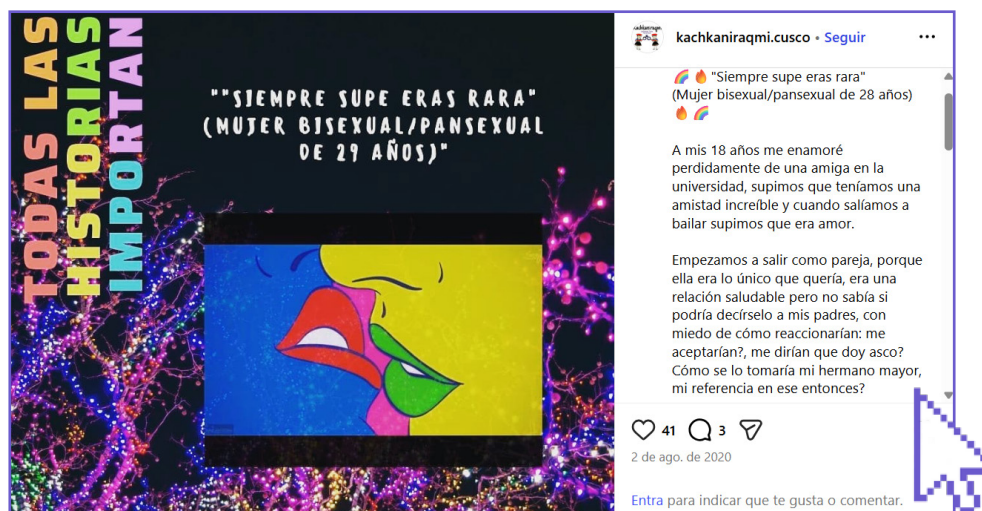 TODAS LAS
HISTORIAS
IMPORTAN
""SIEMPRE SUPE ERAS RARA"
(MUJER BISEXUAL/PANSEXUAL
DE 29 AÑOS)"
kachkaniraqmi.cusco • Seguir
🌈 🔥 "Siempre supe eras rara"
(Mujer bisexual/pansexual de 28 años)
🔥 🌈
A mis 18 años me enamoré
perdidamente de una amiga en la
universidad, supimos que teníamos una
amistad increíble y cuando salíamos a
bailar supimos que era amor.
Empezamos a salir como pareja, porque
ella era lo único que quería, era una
relación saludable pero no sabía si
podría decírselo a mis padres, con
miedo de cómo reaccionarían: me
aceptarían?, me dirían que doy asco?
Cómo se lo tomaría mi hermano mayor,
mi referencia en ese entonces?
41 3
2 de ago. de 2020
Entra para indicar que te gusta o comentar.